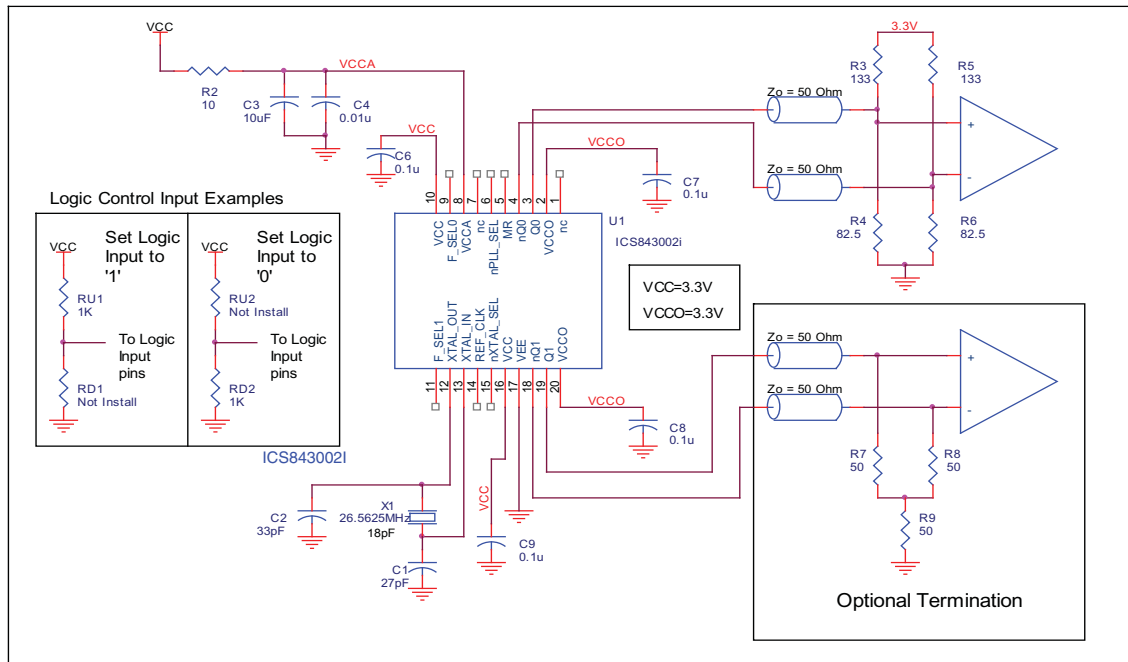 VCC
R2
10
VCCA
C3
10uF
C4
0.01u
VCC
C6
0.1u
VCCO
C7
0.1u
3.3V
R3
133
R5
133
Zo = 50 Ohm
Zo = 50 Ohm
+
-
R4
82.5
R6
82.5
10
9
8
7
6
5
4
3
2
1
VCC
F_SEL0
VCCA
nc
nPLL_SEL
MR
nQ0
Q0
VCCO
nc
U1
ICS843002i
F_SEL1
XTAL_OUT
XTAL_IN
REF_CLK
nXTAL_SEL
VCC
VEE
nQ1
Q1
VCCO
11
12
13
14
15
16
17
18
19
20
VCC=3.3V
VCCO=3.3V
Logic Control Input Examples
Set Logic
Input to
'1'
VCC
RU1
1K
To Logic
Input
pins
RD1
Not Install
Set Logic
Input to
'0'
VCC
RU2
Not Install
To Logic
Input
pins
RD2
1K
ICS843002I
C2
33pF
X1
26.5625MHz
18pF
C1
27pF
VCC
C9
0.1u
VCCO
C8
0.1u
Zo = 50 Ohm
Zo = 50 Ohm
+
-
R7
50
R8
50
R9
50
Optional Termination